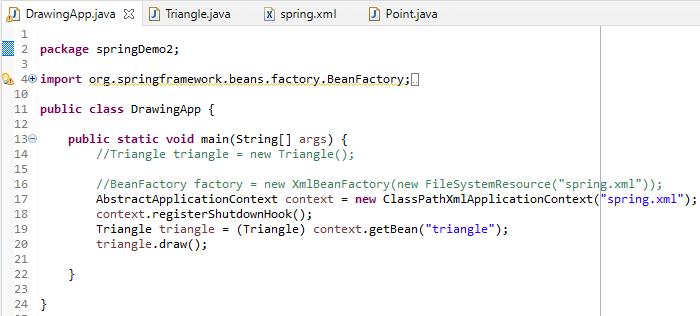 DrawingApp.java Triangle.java spring.xml Point.java
1
2 package springDemo2;
3
4 import org.springframework.beans.factory.BeanFactory;
10
11 public class DrawingApp {
12
13 public static void main(String[] args) {
14 //Triangle triangle = new Triangle();
15
16 //BeanFactory factory = new XmlBeanFactory(new FileSystemResource("spring.xml"));
17 AbstractApplicationContext context = new ClassPathXmlApplicationContext("spring.xml");
18 context.registerShutdownHook();
19 Triangle triangle = (Triangle) context.getBean("triangle");
20 triangle.draw();
21
22 }
23
24 }